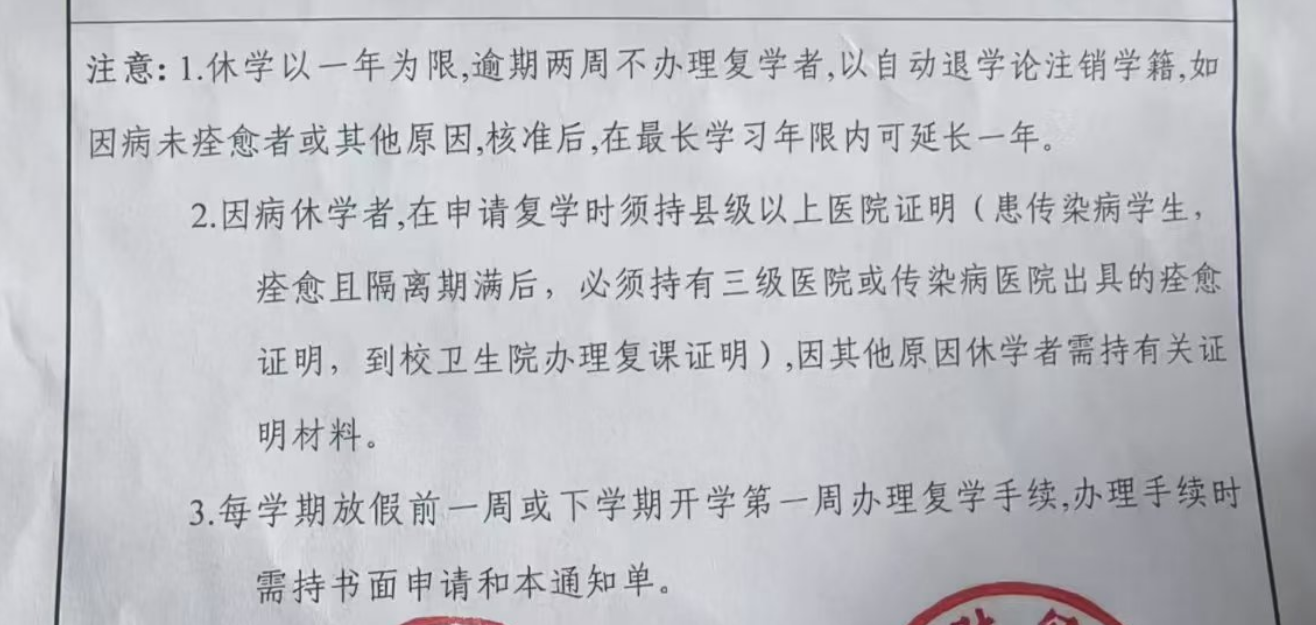 注意：1.休学以一年为限,逾期两周不办理复学者,以自动退学论注销学籍,如
因病未痊愈者或其他原因,核准后,在最长学习年限内可延长一年。
2.因病休学者,在申请复学时须持县级以上医院证明（患传染病学生，
痊愈且隔离期满后，必须持有三级医院或传染病医院出具的痊愈
证明，到校卫生院办理复课证明）,因其他原因休学者需持有关证
明材料。
3.每学期放假前一周或下学期开学第一周办理复学手续,办理手续时
需持书面申请和本通知单。